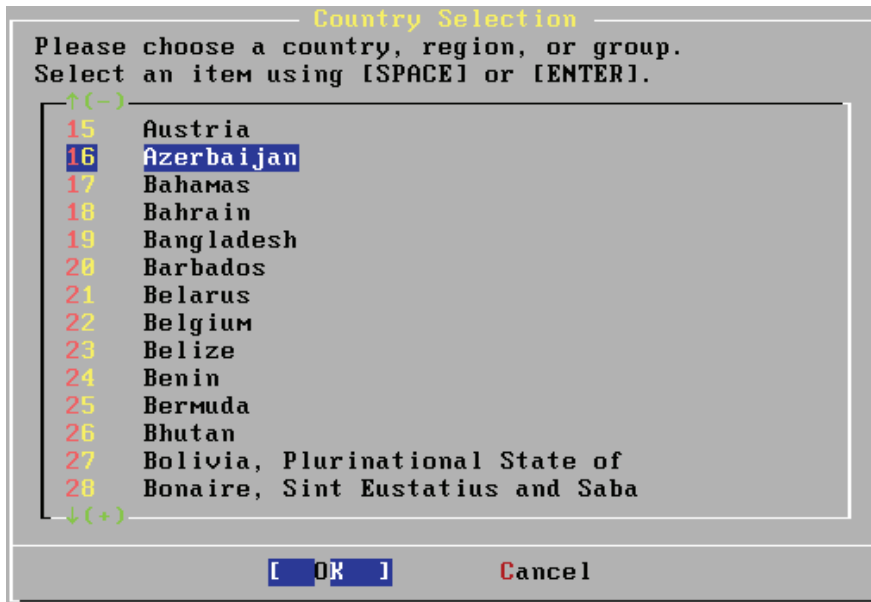 Country Selection
Please choose a country, region, or group.
Select an item using [SPACE] or [ENTER].
↑(-)
15 Austria
16 Azerbaijan
17 Bahamas
18 Bahrain
19 Bangladesh
20 Barbados
21 Belarus
22 Belgium
23 Belize
24 Benin
25 Bermuda
26 Bhutan
27 Bolivia, Plurinational State of
28 Bonaire, Sint Eustatius and Saba
↓(+)
[ OK ] Cancel